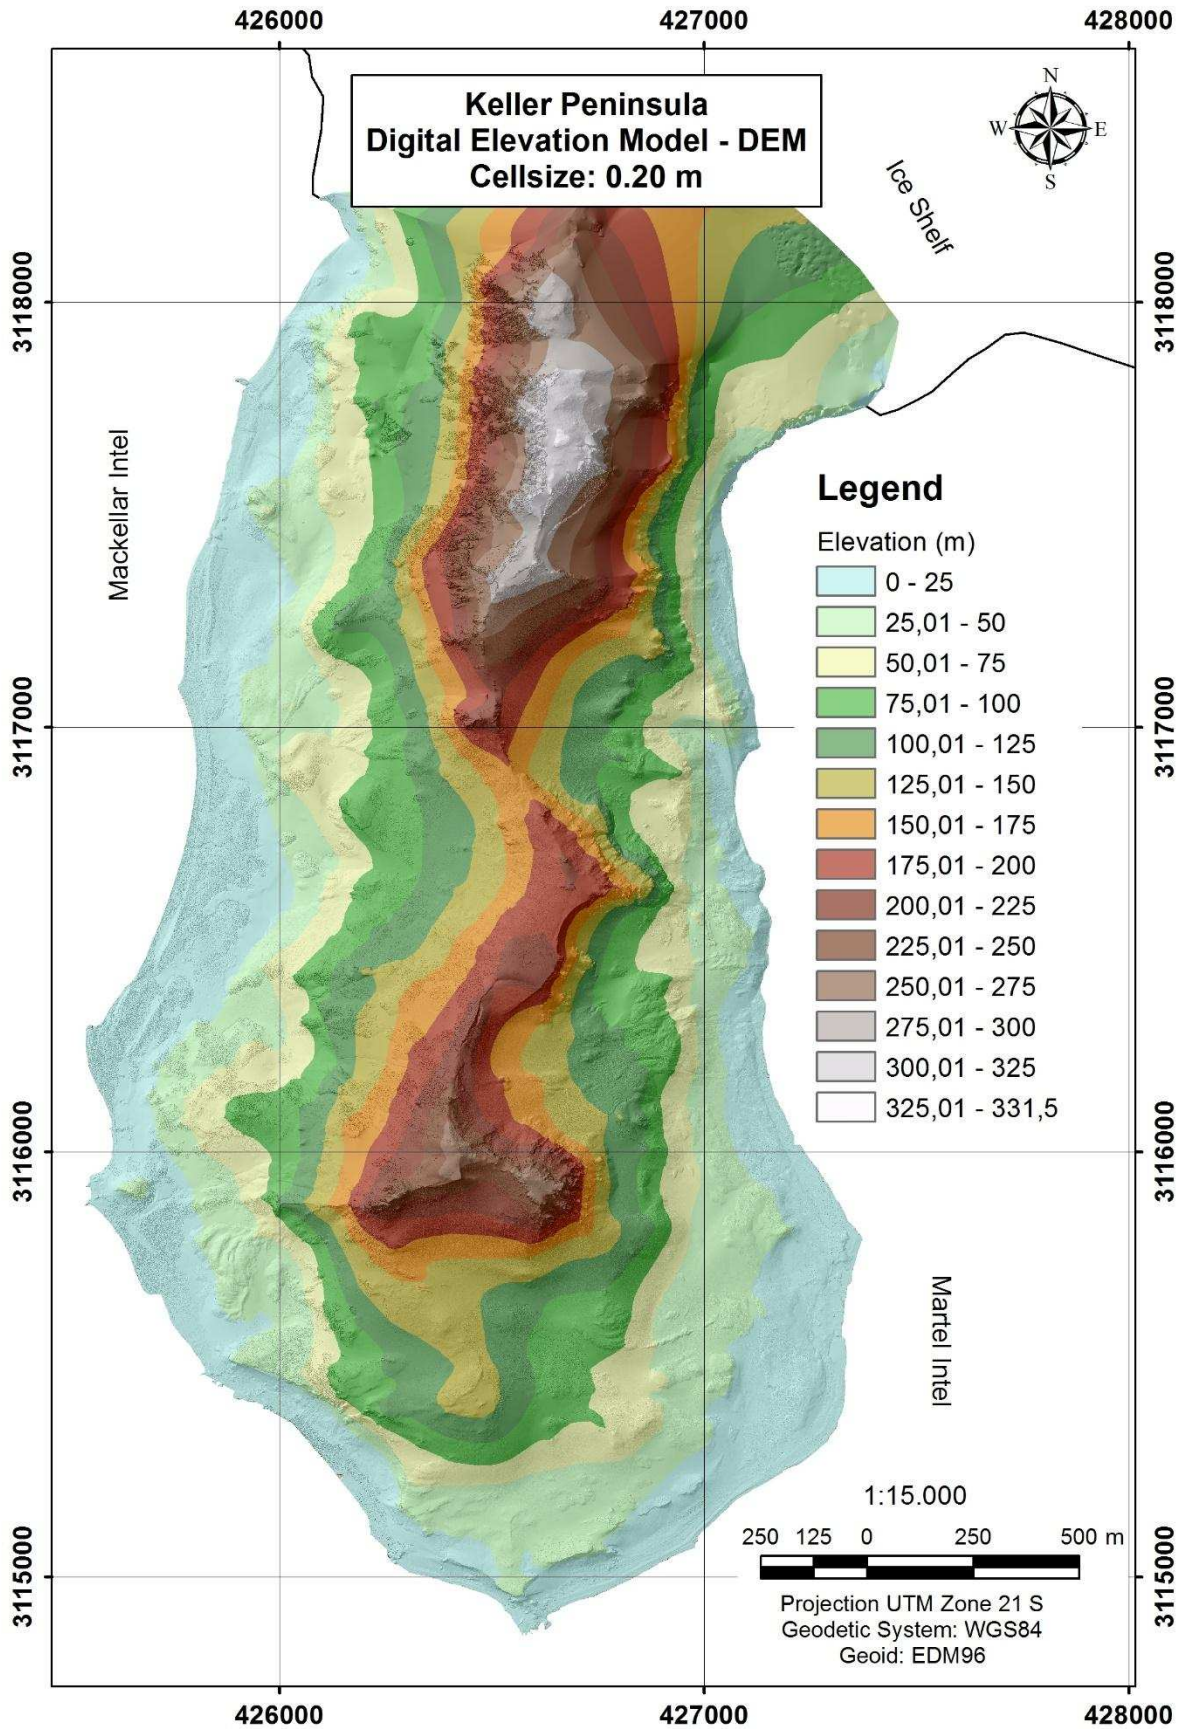 426000 427000 428000
Keller Peninsula
Digital Elevation Model - DEM
Cellsize: 0.20 m
N
W E
S
Ice Shelf
3118000 3118000
Mackellar Intel
Legend
Elevation (m)
0 - 25
25,01 - 50
50,01 - 75
75,01 - 100
100,01 - 125
125,01 - 150
150,01 - 175
175,01 - 200
200,01 - 225
225,01 - 250
250,01 - 275
275,01 - 300
300,01 - 325
325,01 - 331,5
3117000 3117000
3116000 3116000
Martel Intel
1:15.000
250 125 0 250 500 m
3115000 3115000
Projection UTM Zone 21 S
Geodetic System: WGS84
Geoid: EDM96
426000 427000 428000